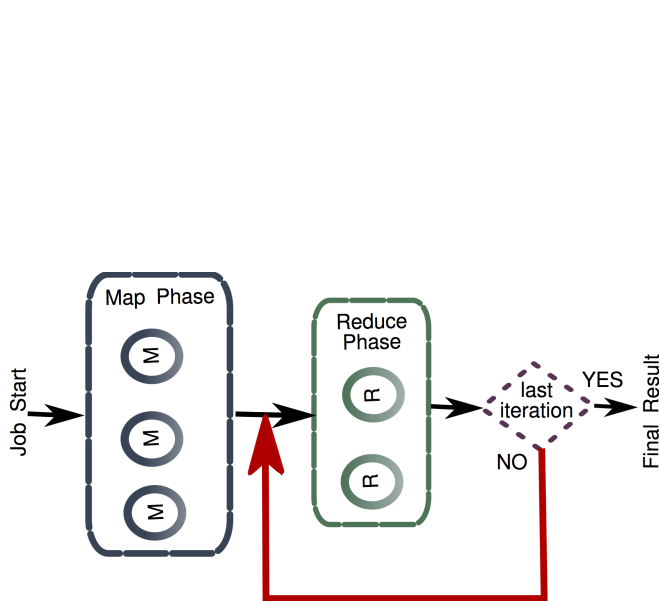 Job Start
Map Phase
M
M
M
Reduce
Phase
R
R
last
iteration
YES
NO
Final Result